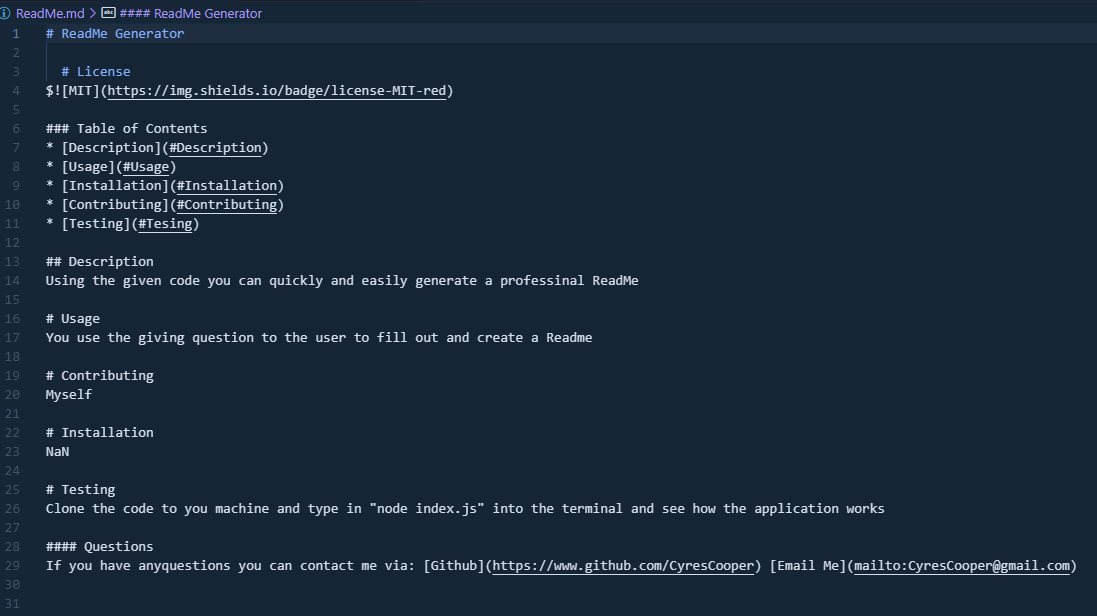 ReadMe.md > #### ReadMe Generator
1 # ReadMe Generator
2
3 # License
4 $![MIT](https://img.shields.io/badge/license-MIT-red)
5
6 ### Table of Contents
7 * [Description](#Description)
8 * [Usage](#Usage)
9 * [Installation](#Installation)
10 * [Contributing](#Contributing)
11 * [Testing](#Tesing)
12
13 ## Description
14 Using the given code you can quickly and easily generate a professinal ReadMe
15
16 # Usage
17 You use the giving question to the user to fill out and create a Readme
18
19 # Contributing
20 Myself
21
22 # Installation
23 NaN
24
25 # Testing
26 Clone the code to you machine and type in "node index.js" into the terminal and see how the application works
27
28 #### Questions
29 If you have anyquestions you can contact me via: [Github](https://www.github.com/CyresCooper) [Email Me](mailto:CyresCooper@gmail.com)
30
31